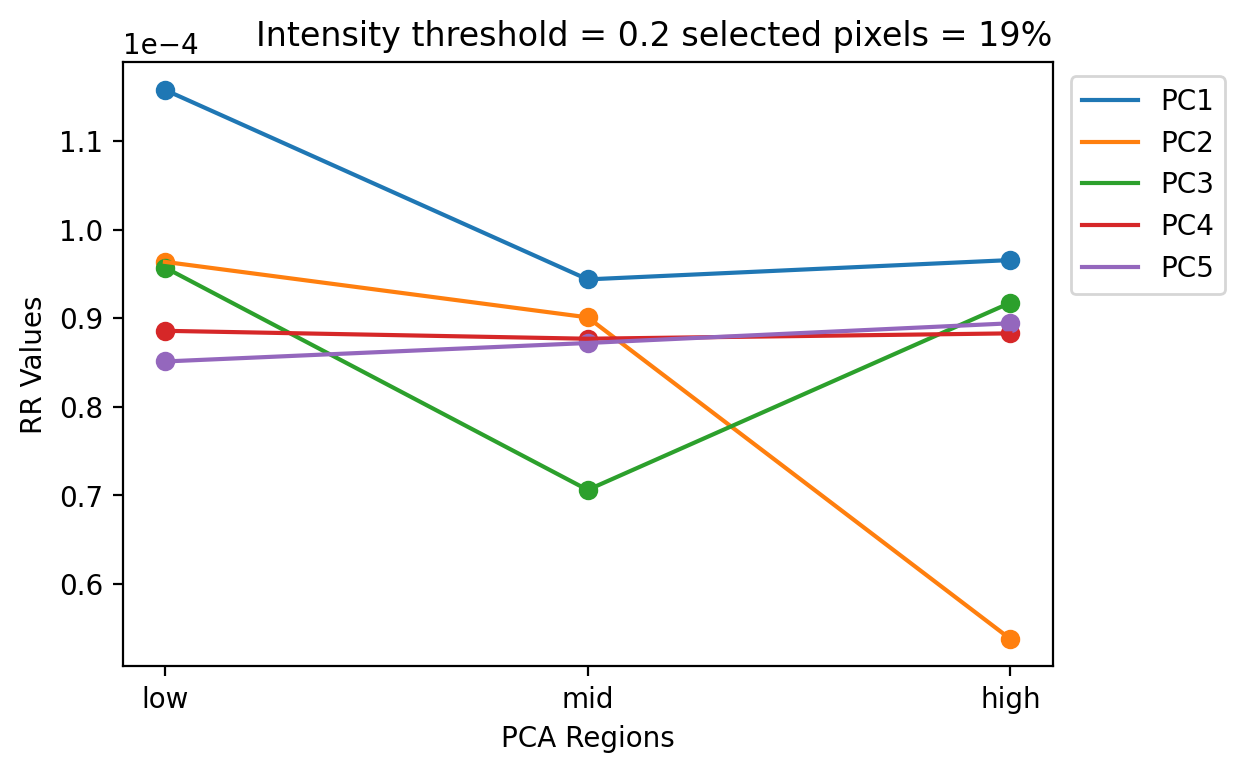 Intensity threshold = 0.2 selected pixels = 19%
1e−4
1.1
1.0
0.9
0.8
0.7
0.6
RR Values
low mid high
PCA Regions
PC1
PC2
PC3
PC4
PC5